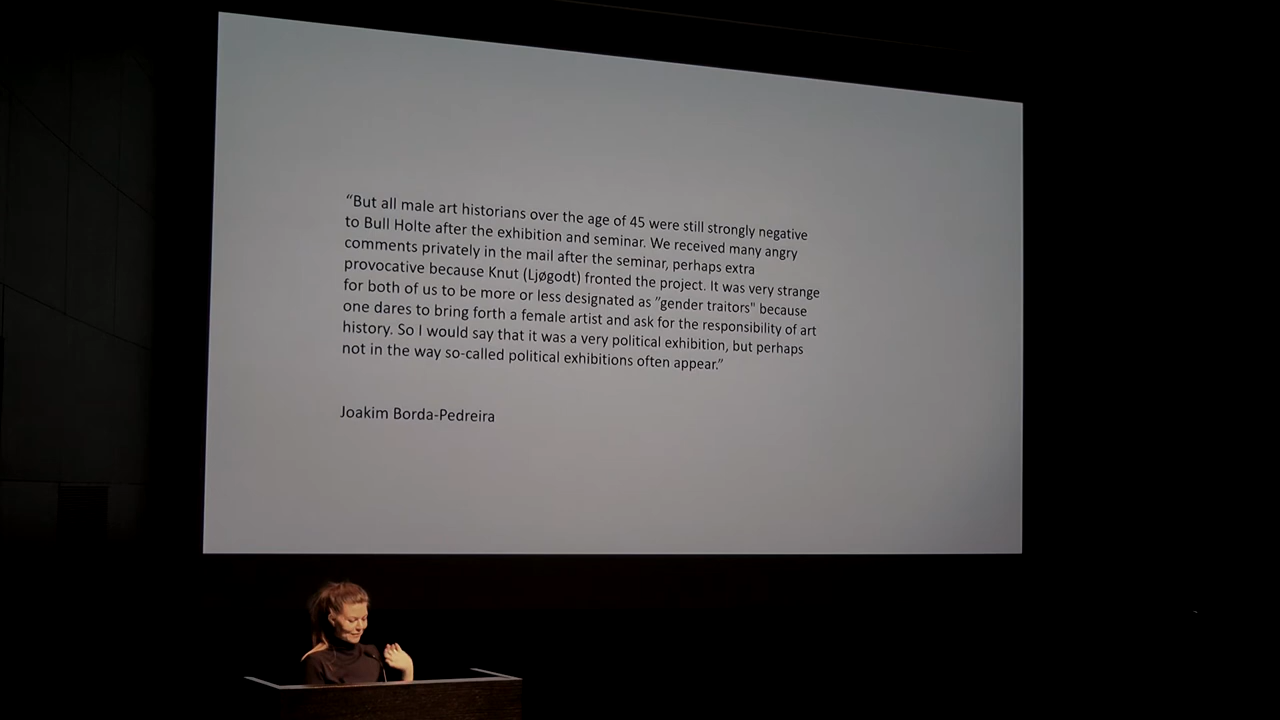 “But all male art historians over the age of 45 were still strongly negative
to Bull Holte after the exhibition and seminar. We received many angry
comments privately in the mail after the seminar, perhaps extra
provocative because Knut (Ljøgodt) fronted the project. It was very strange
for both of us to be more or less designated as ”gender traitors" because
one dares to bring forth a female artist and ask for the responsibility of art
history. So I would say that it was a very political exhibition, but perhaps
not in the way so-called political exhibitions often appear.”
Joakim Borda-Pedreira